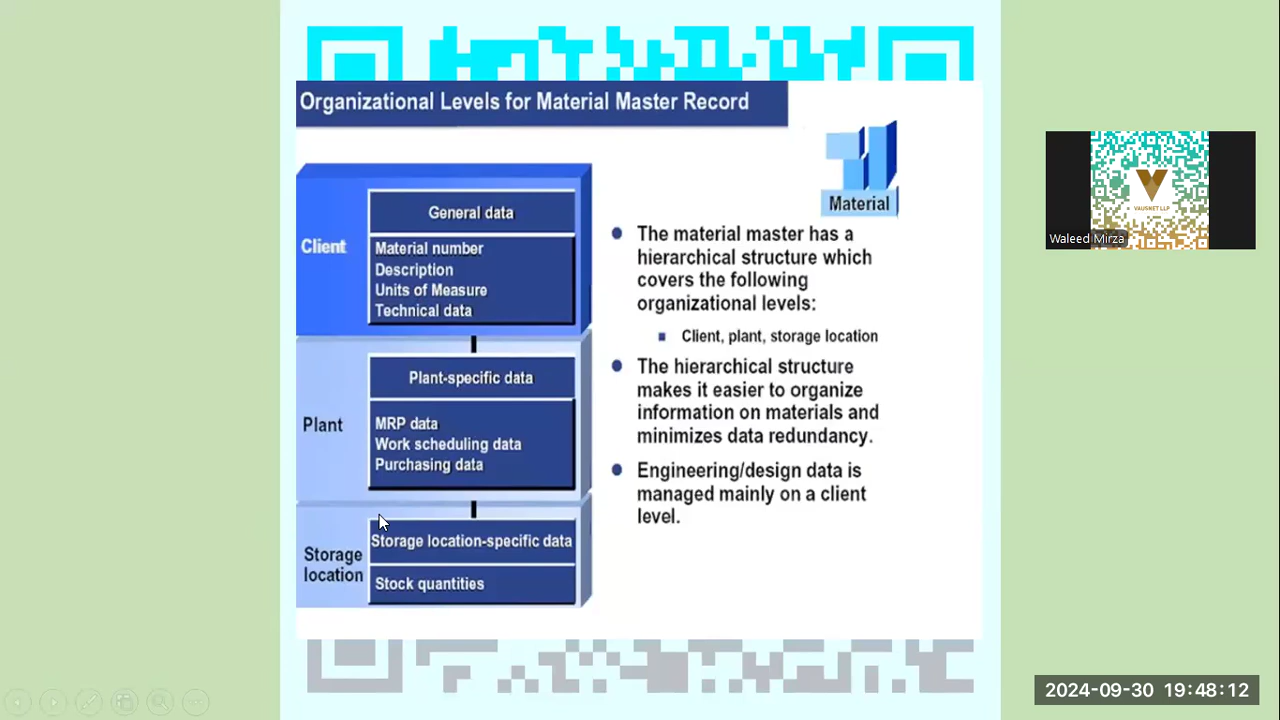 Organizational Levels for Material Master Record
Material
Client
General data
Material number
Description
Units of Measure
Technical data
Plant
Plant-specific data
MRP data
Work scheduling data
Purchasing data
Storage
location
Storage location-specific data
Stock quantities
The material master has a
hierarchical structure which
covers the following
organizational levels:
Client, plant, storage location
The hierarchical structure
makes it easier to organize
information on materials and
minimizes data redundancy.
Engineering/design data is
managed mainly on a client
level.
VAUSNET LLP
Waleed Mirza
2024-09-30 19:48:12